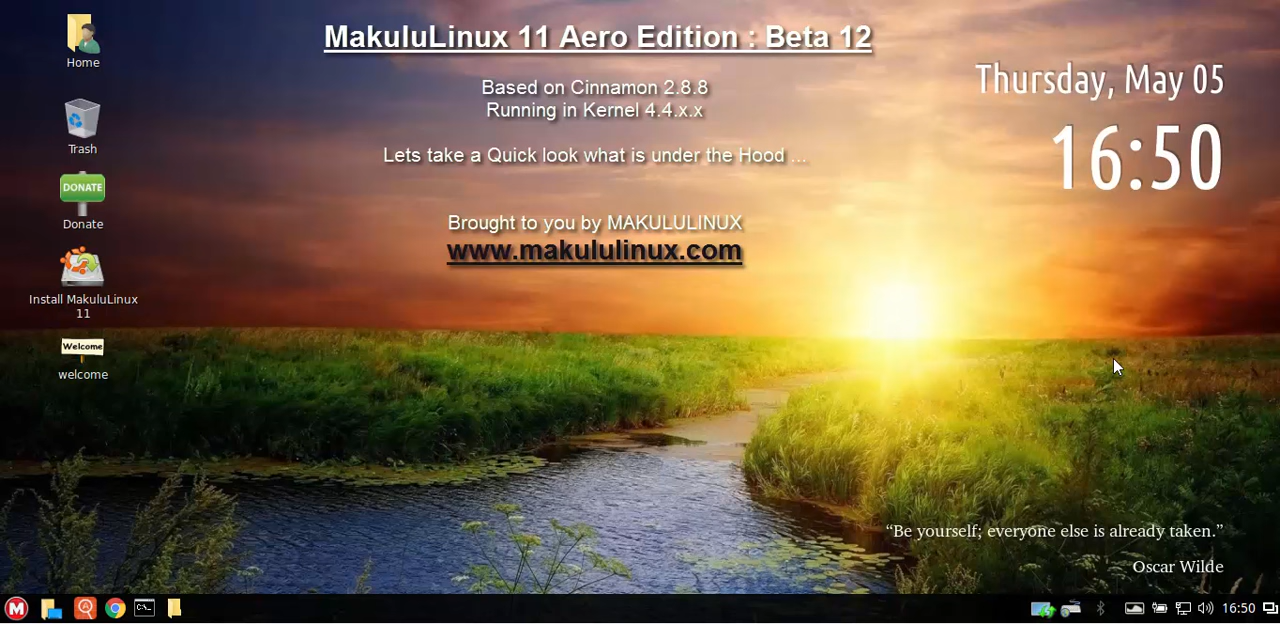 Home
Trash
DONATE
Donate
Install MakuluLinux
11
Welcome
welcome
MakuluLinux 11 Aero Edition : Beta 12
Based on Cinnamon 2.8.8
Running in Kernel 4.4.x.x
Lets take a Quick look what is under the Hood ...
Brought to you by MAKULULINUX
www.makululinux.com
Thursday, May 05
16:50
“Be yourself; everyone else is already taken.”
Oscar Wilde
M
C:\_
16:50